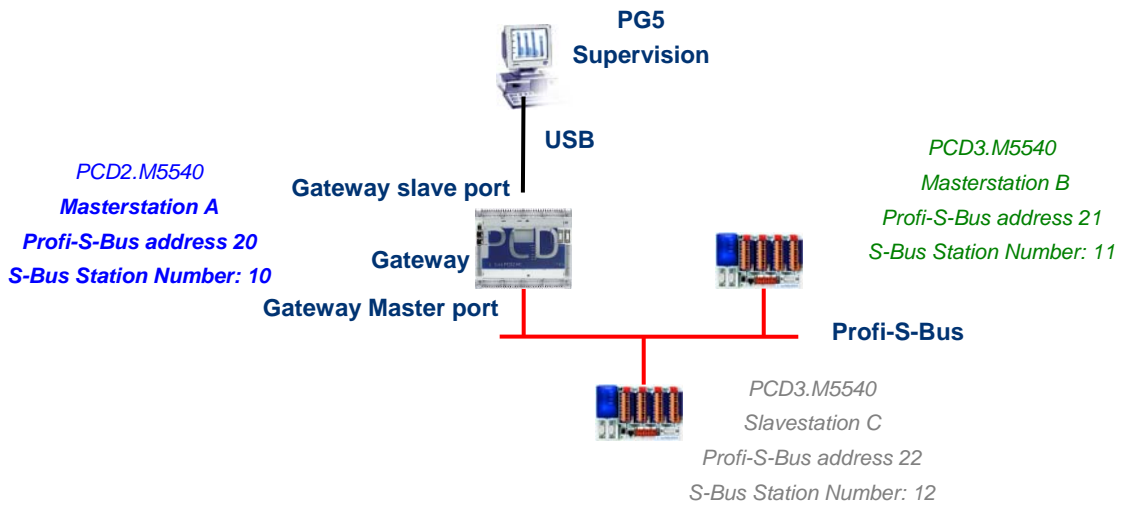 PG5
Supervision
USB
PCD2.M5540
Masterstation A
Profi-S-Bus address 20
S-Bus Station Number: 10
Gateway slave port
Gateway
PCD
Gateway Master port
PCD3.M5540
Masterstation B
Profi-S-Bus address 21
S-Bus Station Number: 11
Profi-S-Bus
PCD3.M5540
Slavestation C
Profi-S-Bus address 22
S-Bus Station Number: 12